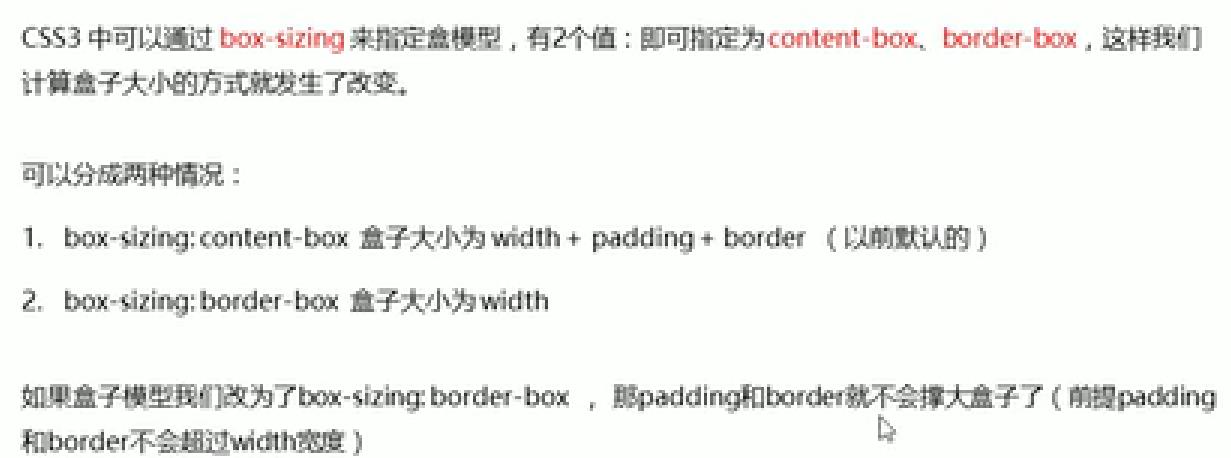 CSS3 中可以通过 box-sizing 来指定盒模型，有2个值：即可指定为content-box、border-box，这样我们
计算盒子大小的方式就发生了改变。
可以分成两种情况：
1. box-sizing: content-box 盒子大小为 width + padding + border （以前默认的）
2. box-sizing: border-box 盒子大小为 width
如果盒子模型我们改为了box-sizing: border-box ， 那padding和border就不会撑大盒子了（前提padding
和border不会超过width宽度）